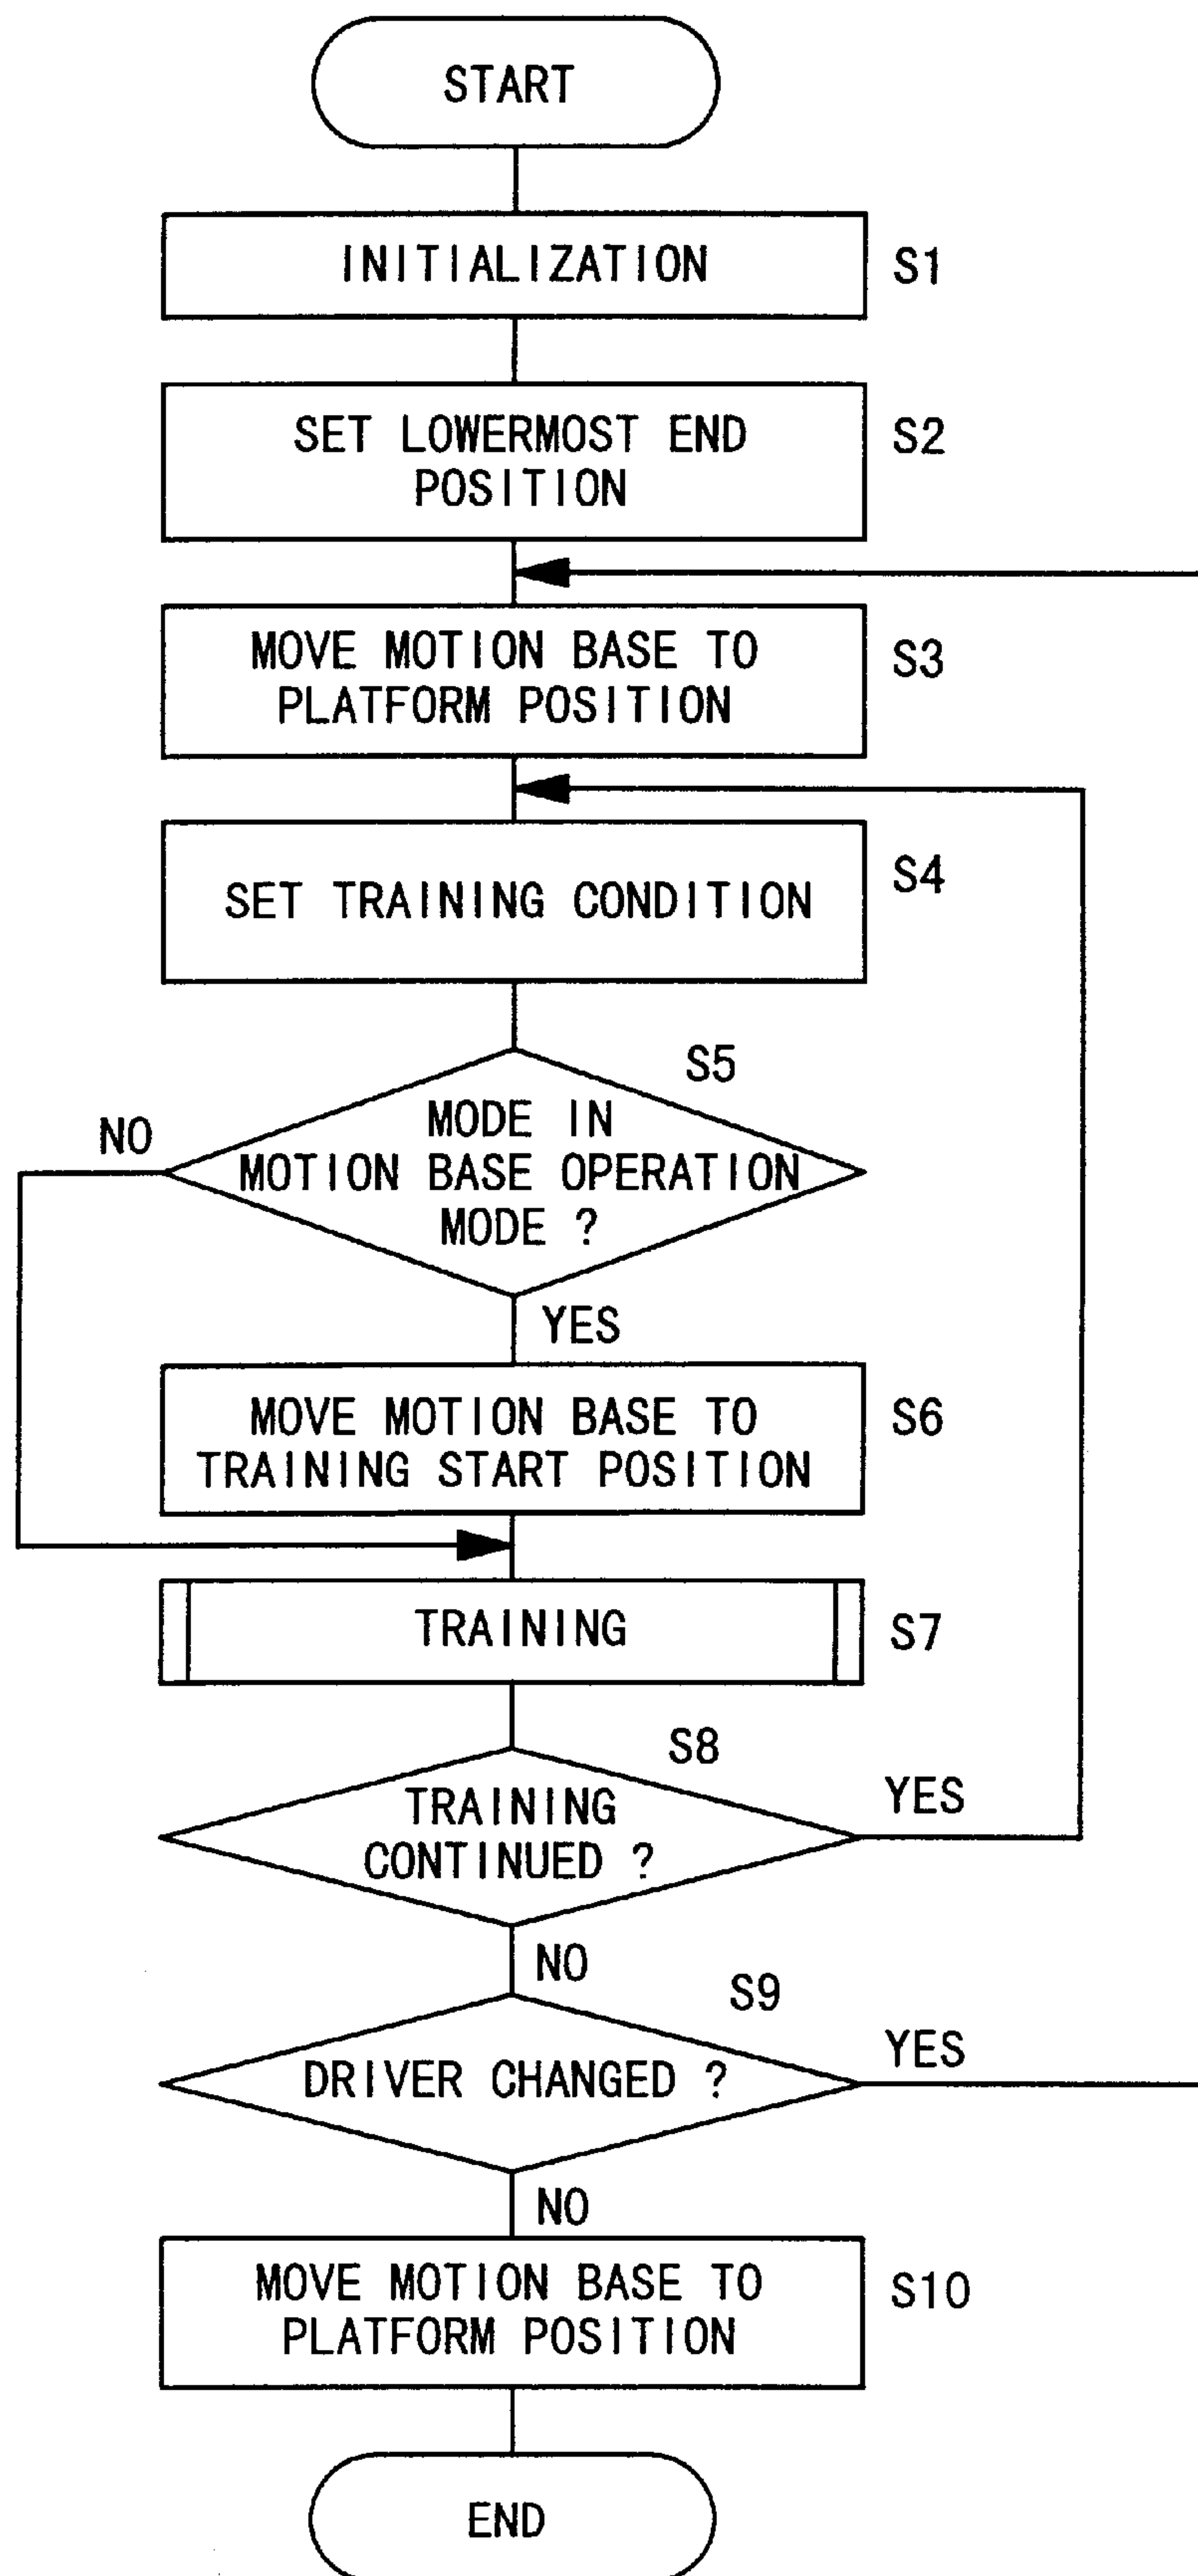 START
INITIALIZATION
S1
SET LOWERMOST END
POSITION
S2
MOVE MOTION BASE TO
PLATFORM POSITION
S3
SET TRAINING CONDITION
S4
S5
MODE IN
MOTION BASE OPERATION
MODE ?
NO
YES
MOVE MOTION BASE TO
TRAINING START POSITION
S6
TRAINING
S7
S8
TRAINING
CONTINUED ?
YES
NO
S9
DRIVER CHANGED ?
YES
NO
MOVE MOTION BASE TO
PLATFORM POSITION
S10
END